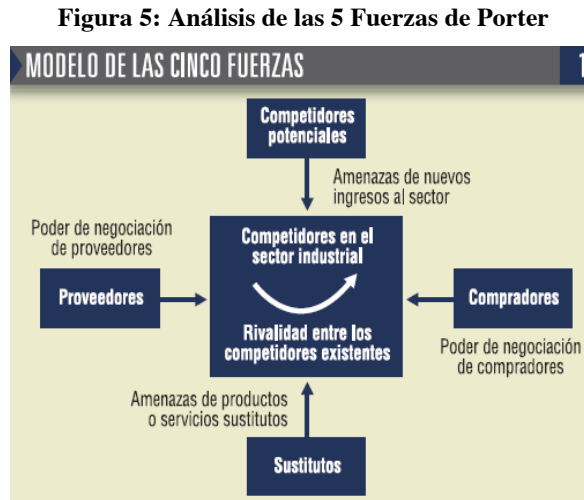 Figura 5: Análisis de las 5 Fuerzas de Porter
MODELO DE LAS CINCO FUERZAS
1
Competidores
potenciales
Amenazas de nuevos
ingresos al sector
Poder de negociación
de proveedores
Competidores en el
sector industrial
Proveedores
Compradores
Rivalidad entre los
competidores existentes
Poder de negociación
de compradores
Amenazas de productos
o servicios sustitutos
Sustitutos